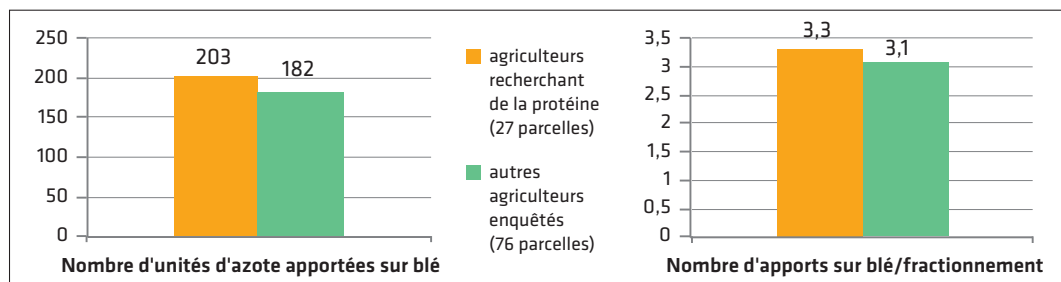 250
200
150
100
50
0
203
182
Nombre d'unités d'azote apportées sur blé
agriculteurs
recherchant
de la protéine
(27 parcelles)
autres
agriculteurs
enquêtés
(76 parcelles)
3,5
3
2,5
2
1,5
1
0,5
0
3,3
3,1
Nombre d'apports sur blé/fractionnement